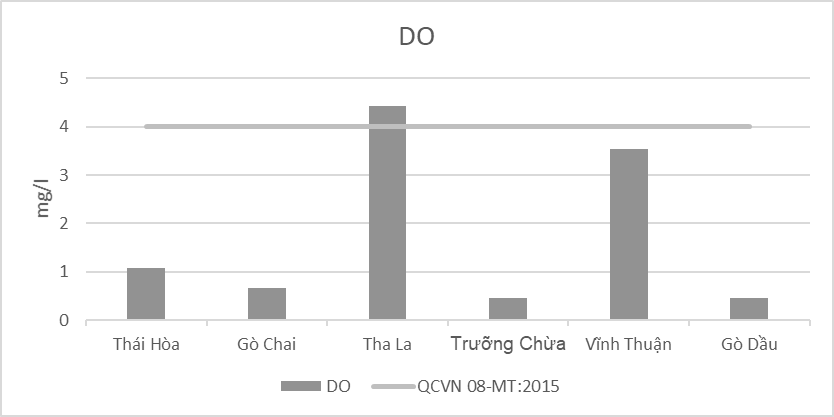 DO
5
4
3
2
1
0
mg/l
Thái Hòa Gò Chai Tha La Trưỡng Chừa Vĩnh Thuận Gò Dầu
DO QCVN 08-MT:2015